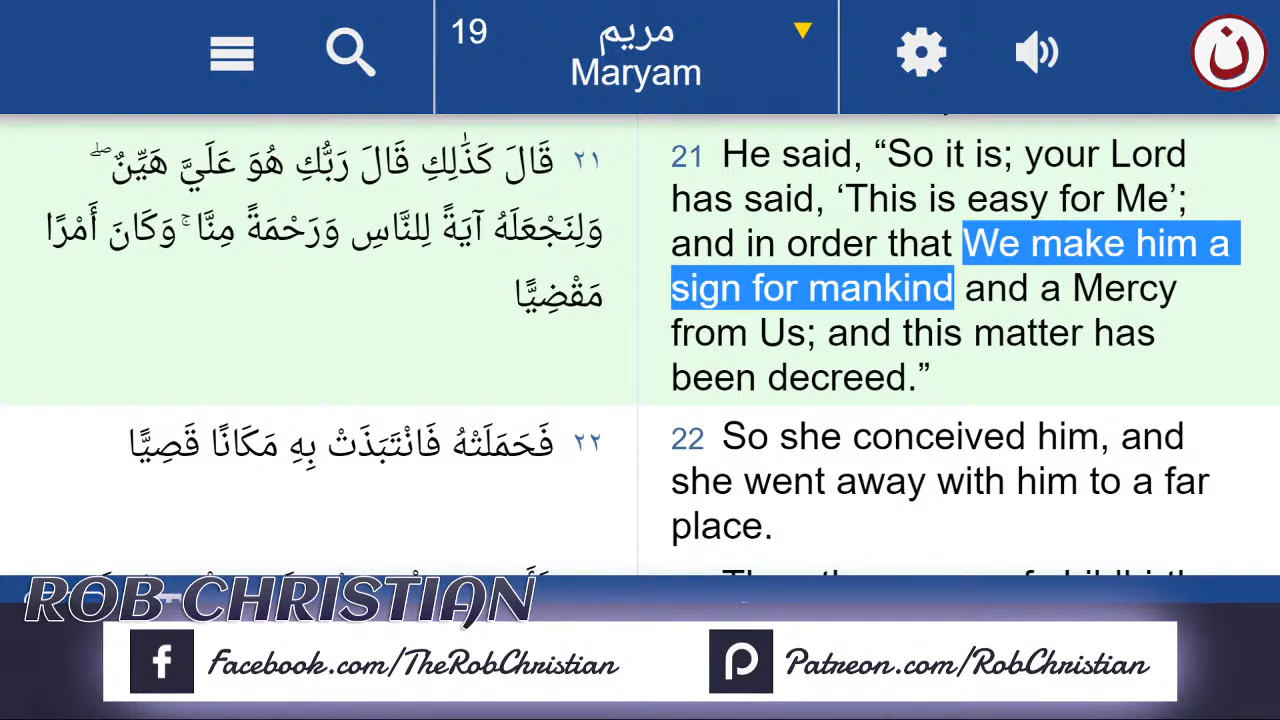 19
مريم
Maryam
ن
٢١ قَالَ كَذَٰلِكِ قَالَ رَبُّكِ هُوَ عَلَيَّ هَيِّنٌ ۖ
وَلِنَجْعَلَهُ آيَةً لِلنَّاسِ وَرَحْمَةً مِنَّا ۚ وَكَانَ أَمْرًا
مَقْضِيًّا
21 He said, “So it is; your Lord
has said, ‘This is easy for Me’;
and in order that We make him a
sign for mankind and a Mercy
from Us; and this matter has
been decreed.”
٢٢ فَحَمَلَتْهُ فَانْتَبَذَتْ بِهِ مَكَانًا قَصِيًّا
22 So she conceived him, and
she went away with him to a far
place.
ROB CHRISTIAN
Facebook.com/TheRobChristian
Patreon.com/RobChristian